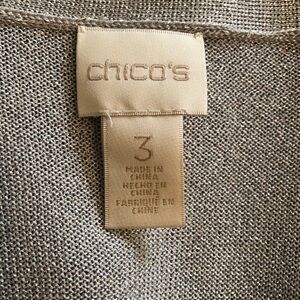 chico's
3
MADE IN
CHINA
HECHO EN
CHINA
FABRIQUÉ EN
CHINE